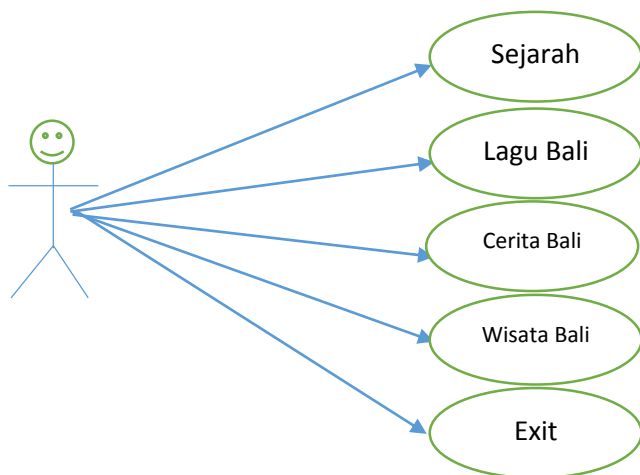 Sejarah
Lagu Bali
Cerita Bali
Wisata Bali
Exit